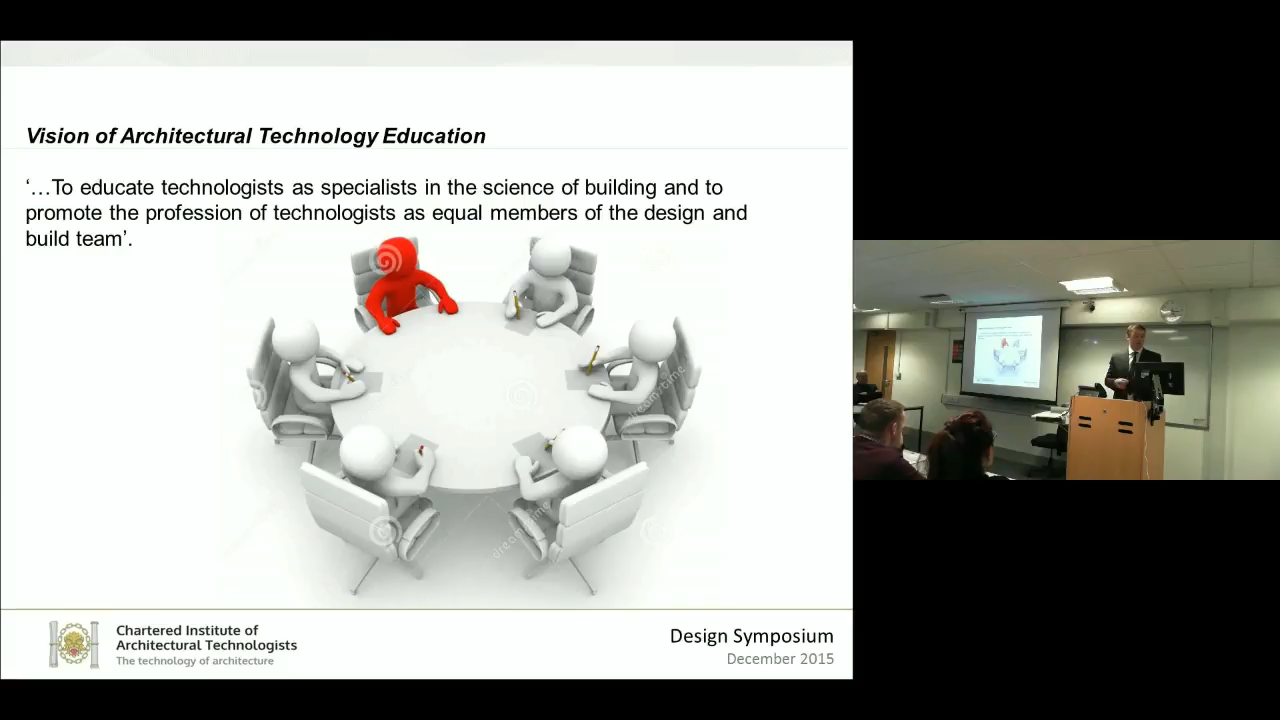 Vision of Architectural Technology Education
‘…To educate technologists as specialists in the science of building and to
promote the profession of technologists as equal members of the design and
build team’.
dreamstime
dreamstime
Chartered Institute of
Architectural Technologists
The technology of architecture
Design Symposium
December 2015